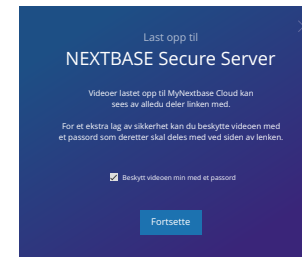 Last opp til
NEXTBASE Secure Server
Videoer lastet opp til MyNextbase Cloud kan
sees av alledu deler linken med.
For et ekstra lag av sikkerhet kan du beskytte videoen med
et passord som deretter skal deles med ved siden av lenken.
Beskytt videoen min med et passord
Fortsette